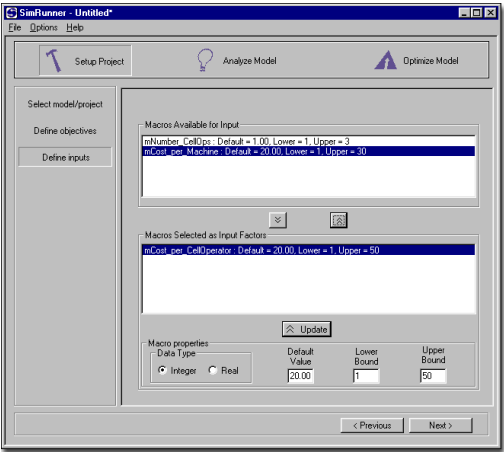 SimRunner - Untitled*
File Options Help
Setup Project Analyze Model Optimize Model
Select model/project
Define objectives
Define inputs
Macros Available for Input
mNumber_CellOps : Default = 1.00, Lower = 1, Upper = 3
mCost_per_Machine : Default = 20.00, Lower = 1, Upper = 30
Macros Selected as Input Factors
mCost_per_CellOperator : Default = 20.00, Lower = 1, Upper = 50
Update
Macro properties
Data Type
Integer Real
Default Value
Lower Bound
Upper Bound
20.00 1 50
< Previous Next >